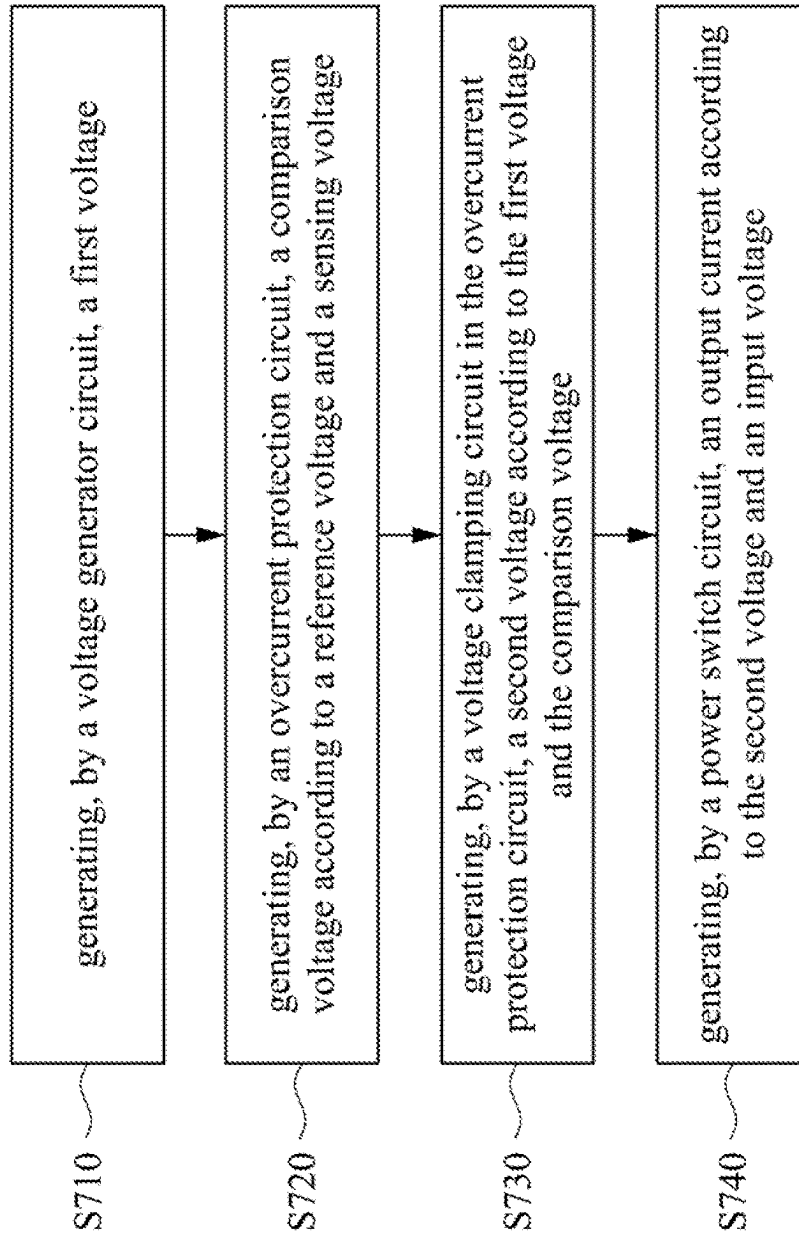 S710
generating, by a voltage generator circuit, a first voltage
S720
generating, by an overcurrent protection circuit, a comparison
voltage according to a reference voltage and a sensing voltage
S730
generating, by a voltage clamping circuit in the overcurrent
protection circuit, a second voltage according to the first voltage
and the comparison voltage
S740
generating, by a power switch circuit, an output current according
to the second voltage and an input voltage